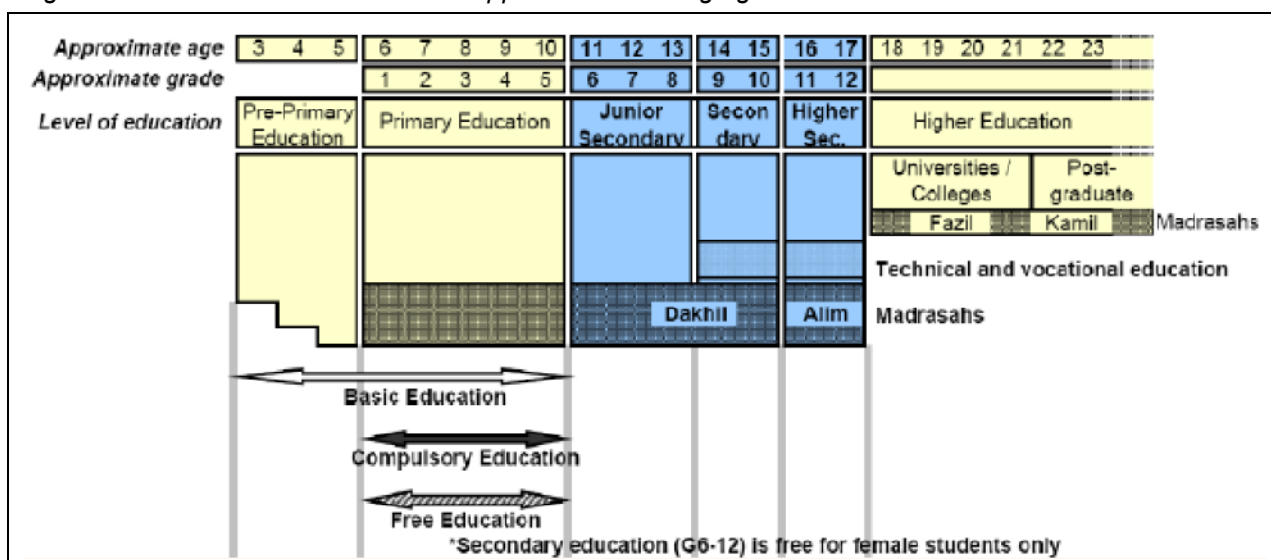 Approximate age 3 4 5 6 7 8 9 10 11 12 13 14 15 16 17 18 19 20 21 22 23
Approximate grade 1 2 3 4 5 6 7 8 9 10 11 12
Level of education
Pre-Primary
Education
Primary Education
Junior
Secondary
Secon
dary
Higher
Sec.
Higher Education
Universities /
Colleges
Post-
graduate
Fazil Kamil Madrasahs
Technical and vocational education
Dakhil Alim Madrasahs
Basic Education
Compulsory Education
Free Education
*Secondary education (G6-12) is free for female students only